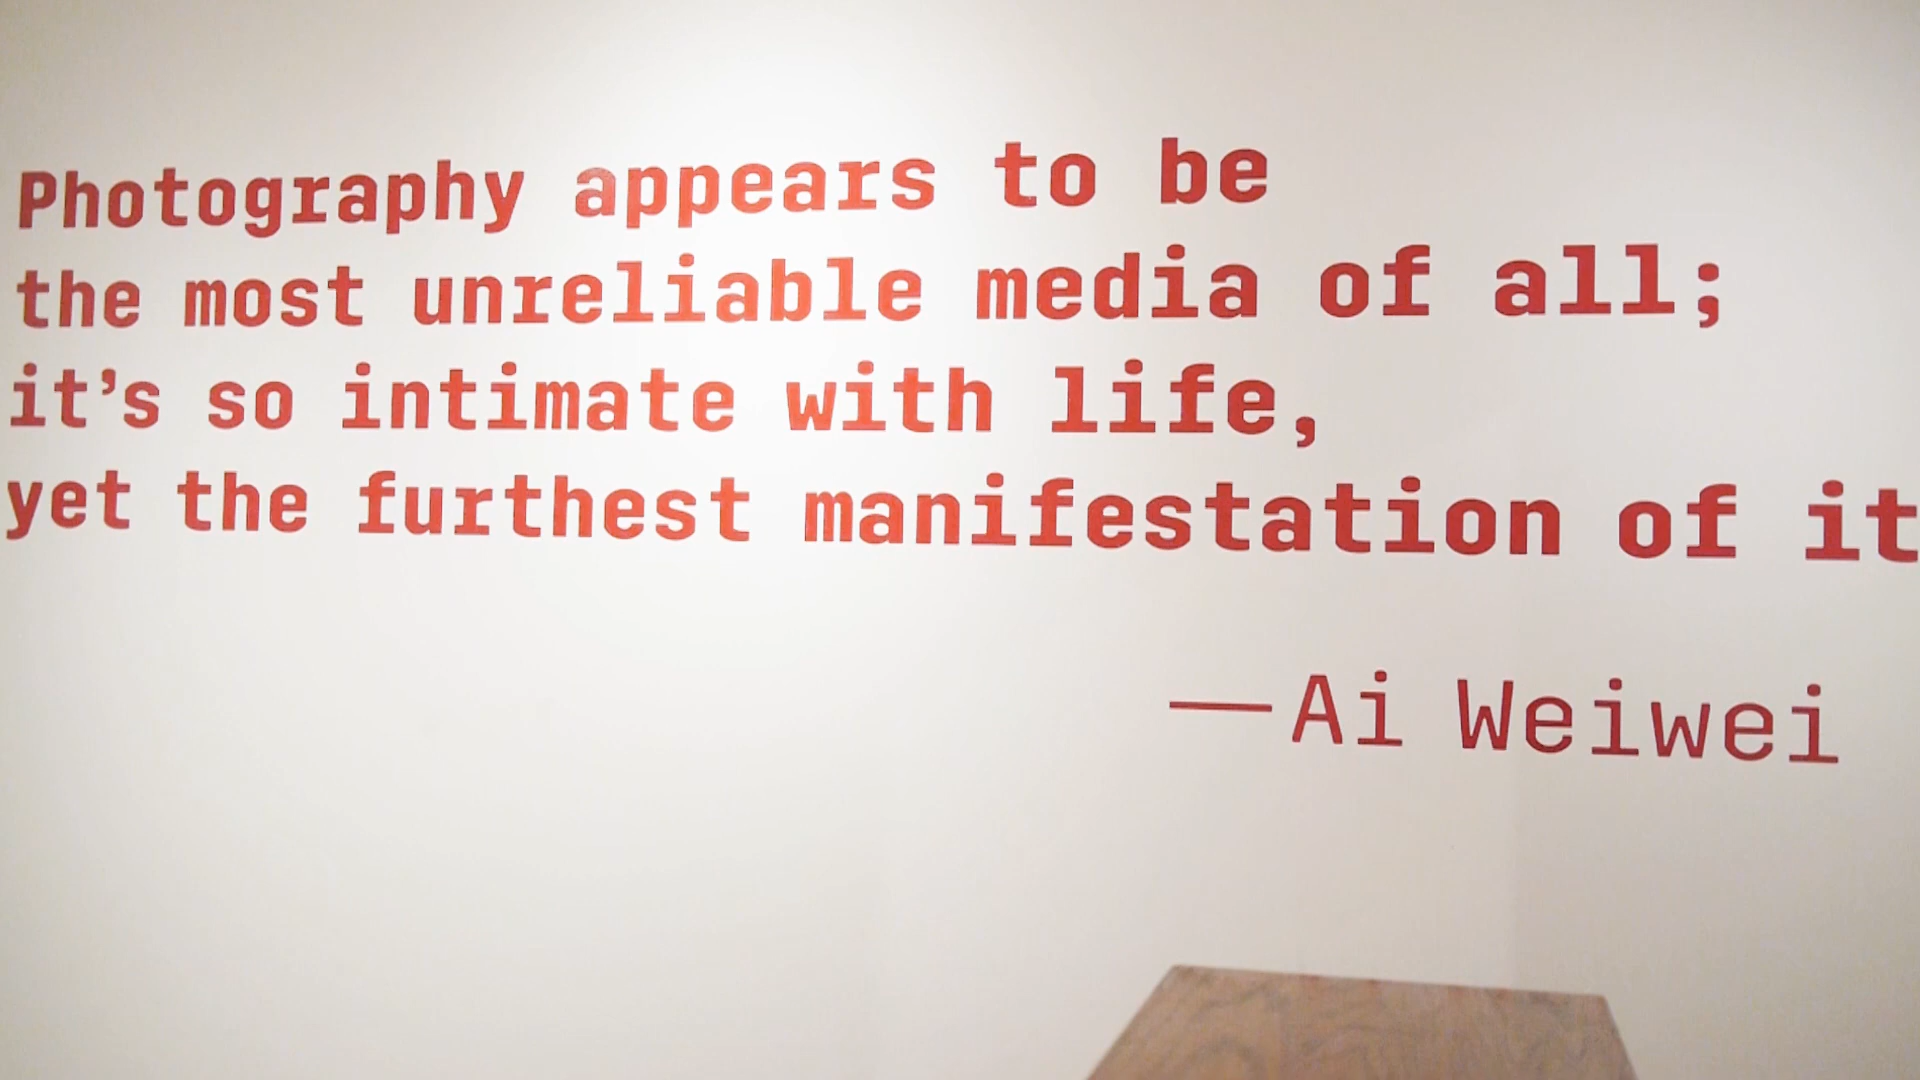 Photography appears to be
the most unreliable media of all;
it’s so intimate with life,
yet the furthest manifestation of it
—Ai Weiwei